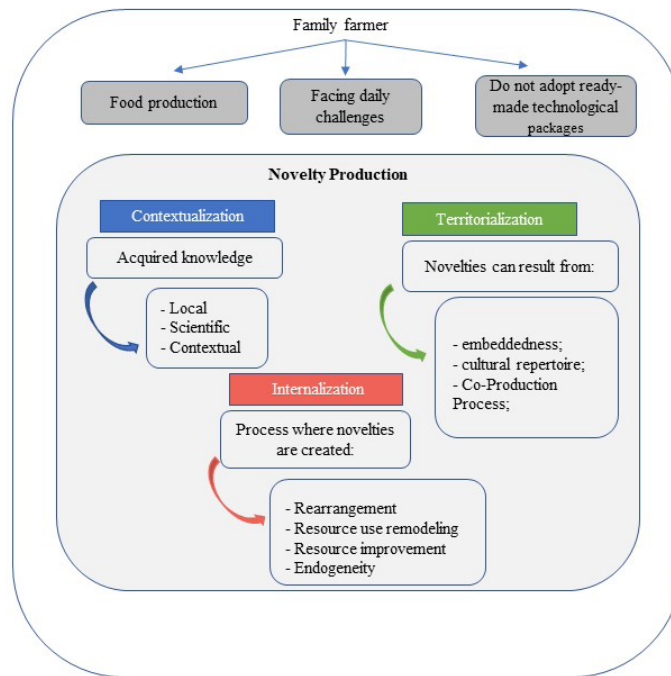 Family farmer
Food production
Facing daily
challenges
Do not adopt ready-
made technological
packages
Novelty Production
Contextualization
Acquired knowledge
- Local
- Scientific
- Contextual
Territorialization
Novelties can result from:
- embeddedness;
- cultural repertoire;
- Co-Production
Process;
Internalization
Process where novelties
are created:
- Rearrangement
- Resource use remodeling
- Resource improvement
- Endogeneity